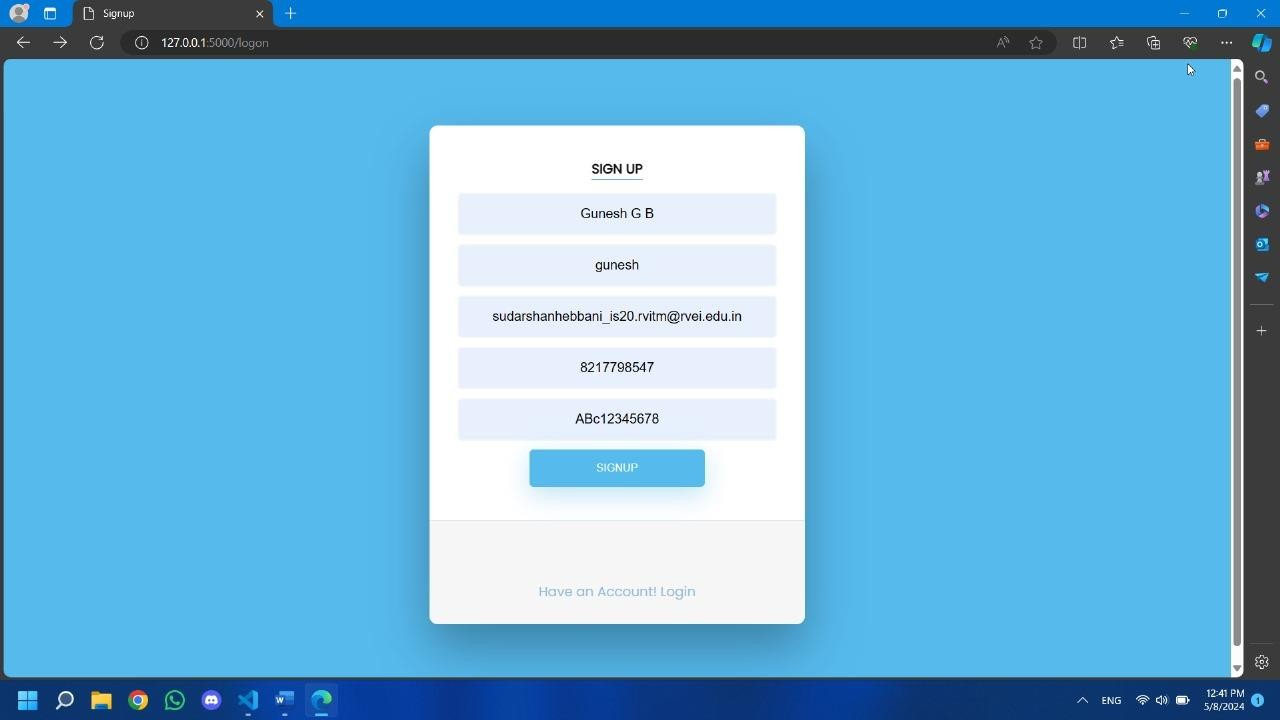 Signup
127.0.0.1:5000/logon
SIGN UP
Gunesh G B
gunesh
sudarshanhebbani_is20.rvitm@rvei.edu.in
8217798547
ABc12345678
SIGNUP
Have an Account! Login
ENG
12:41 PM
5/8/2024
1